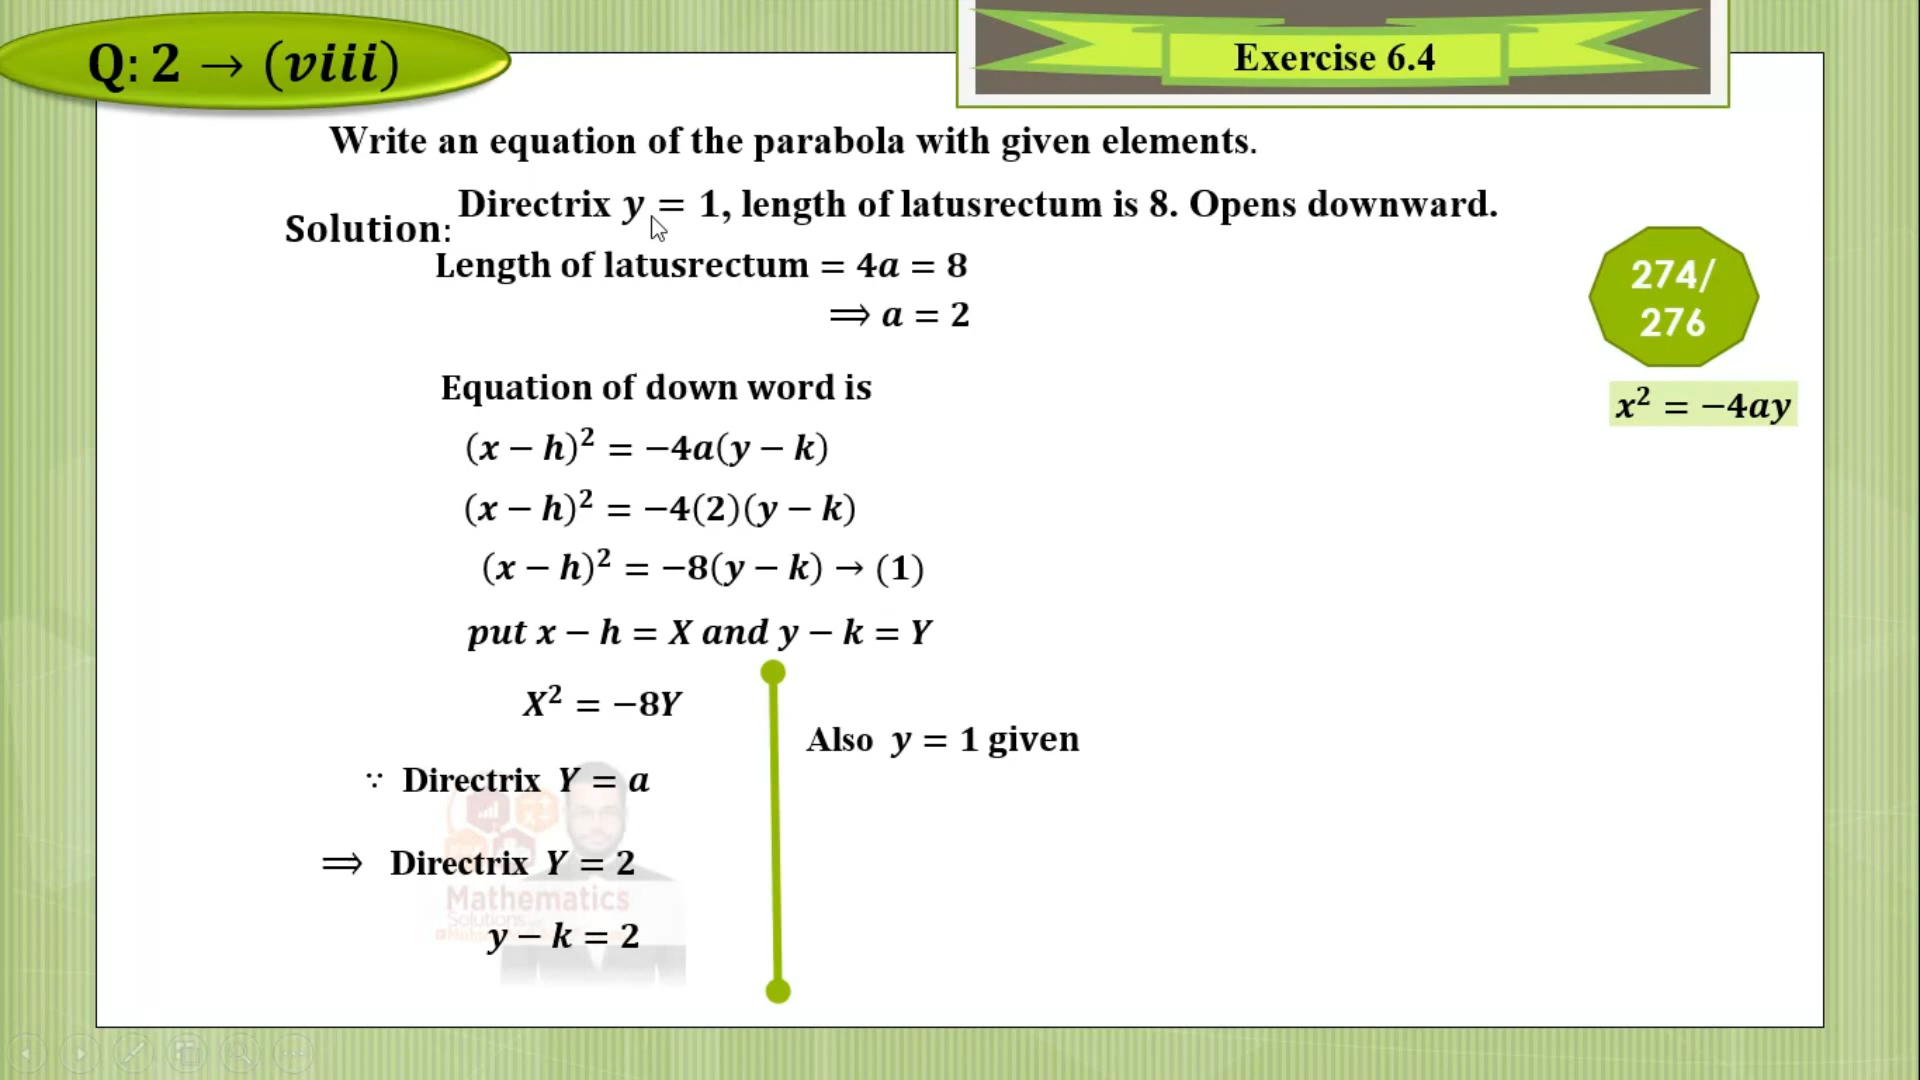 Q: 2 → (viii)
Exercise 6.4
Write an equation of the parabola with given elements.
Directrix y = 1, length of latusrectum is 8. Opens downward.
Solution:
Length of latusrectum = 4a = 8
⟹ a = 2
274/
276
x² = −4ay
Equation of down word is
(x − h)² = −4a(y − k)
(x − h)² = −4(2)(y − k)
(x − h)² = −8(y − k) → (1)
put x − h = X and y − k = Y
X² = −8Y
Also y = 1 given
∵ Directrix Y = a
⟹ Directrix Y = 2
Mathematics
Solutions
y − k = 2